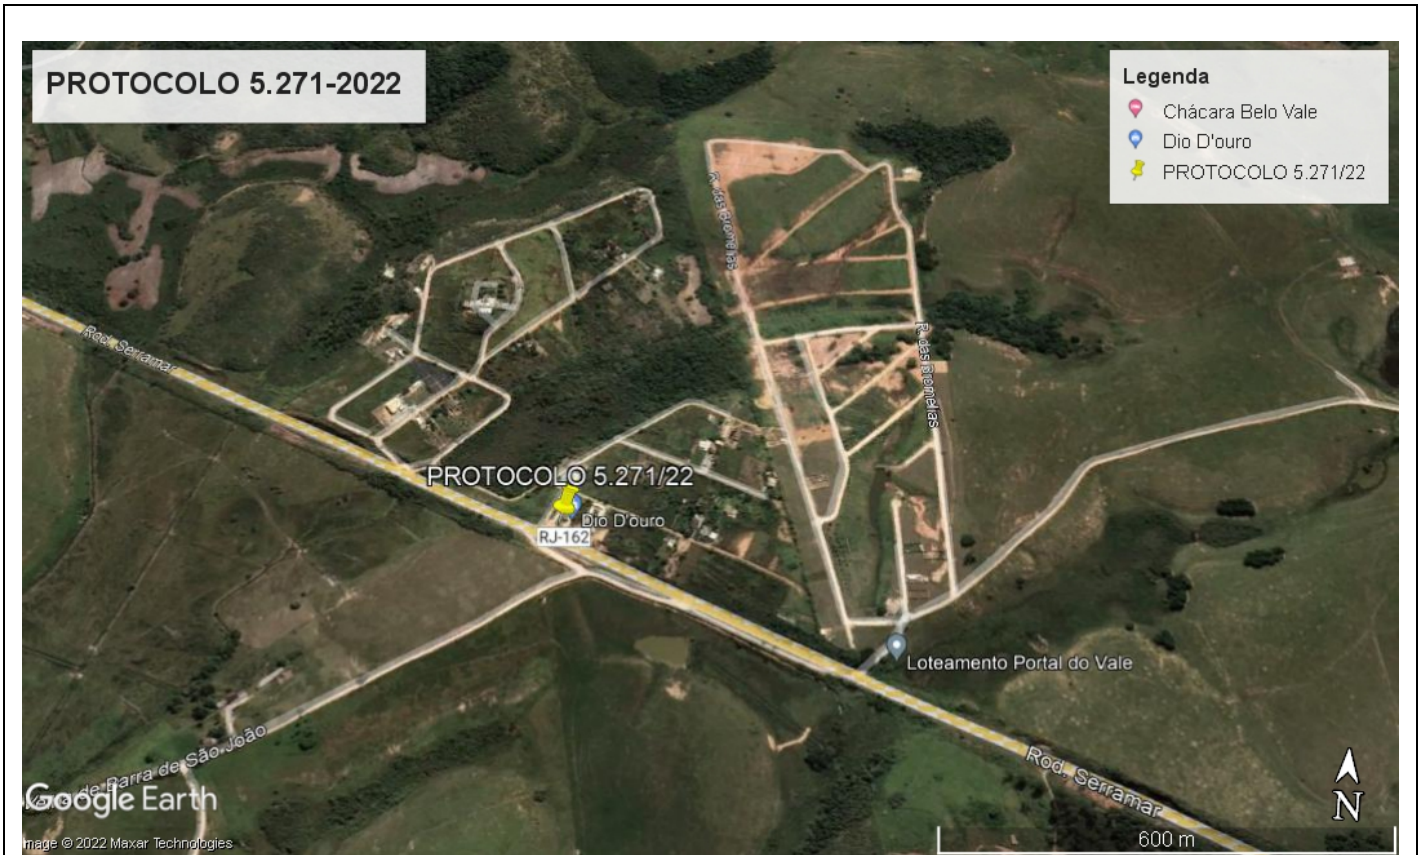 PROTOCOLO 5.271-2022
Legenda
Chácara Belo Vale
Dio D'ouro
PROTOCOLO 5.271/22
R. das Bromélias
R. das Bromélias
Rod. Serramar
PROTOCOLO 5.271/22
Dio D'ouro
RJ-162
Loteamento Portal do Vale
de Barra de São João
Rod. Serramar
Google Earth
Image © 2022 Maxar Technologies
N
600 m